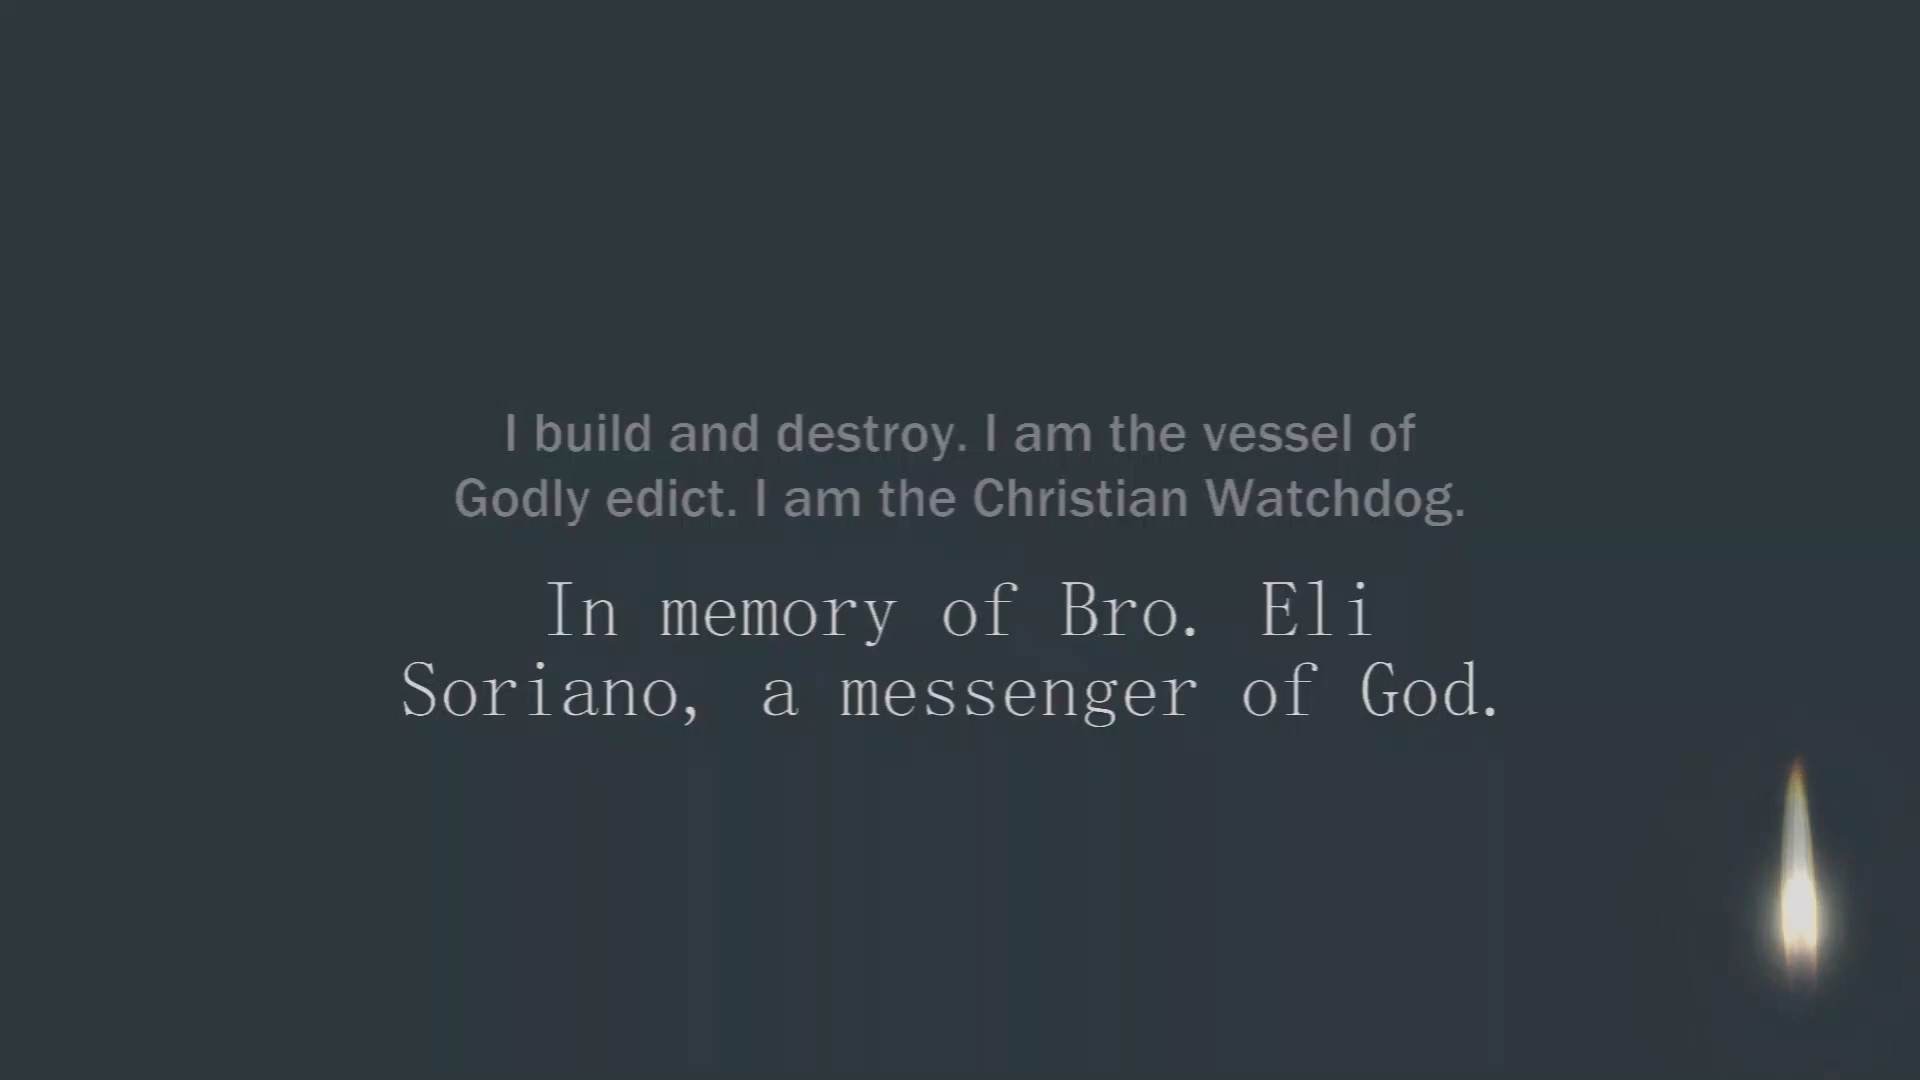 I build and destroy. I am the vessel of
Godly edict. I am the Christian Watchdog.
In memory of Bro. Eli
Soriano, a messenger of God.